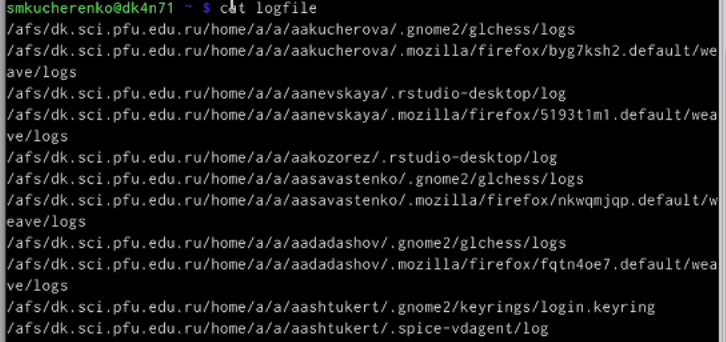 smkucherenko@dk4n71 ~ $ cat logfile
/afs/dk.sci.pfu.edu.ru/home/a/a/aakucherova/.gnome2/glchess/logs
/afs/dk.sci.pfu.edu.ru/home/a/a/aakucherova/.mozilla/firefox/byg7ksh2.default/we
ave/logs
/afs/dk.sci.pfu.edu.ru/home/a/a/aanevskaya/.rstudio-desktop/log
/afs/dk.sci.pfu.edu.ru/home/a/a/aanevskaya/.mozilla/firefox/5193t1m1.default/wea
ve/logs
/afs/dk.sci.pfu.edu.ru/home/a/a/aakozorez/.rstudio-desktop/log
/afs/dk.sci.pfu.edu.ru/home/a/a/aasavastenko/.gnome2/glchess/logs
/afs/dk.sci.pfu.edu.ru/home/a/a/aasavastenko/.mozilla/firefox/nkwqmjqp.default/w
eave/logs
/afs/dk.sci.pfu.edu.ru/home/a/a/aadadashov/.gnome2/glchess/logs
/afs/dk.sci.pfu.edu.ru/home/a/a/aadadashov/.mozilla/firefox/fqtn4oe7.default/wea
ve/logs
/afs/dk.sci.pfu.edu.ru/home/a/a/aashtukert/.gnome2/keyrings/login.keyring
/afs/dk.sci.pfu.edu.ru/home/a/a/aashtukert/.spice-vdagent/log